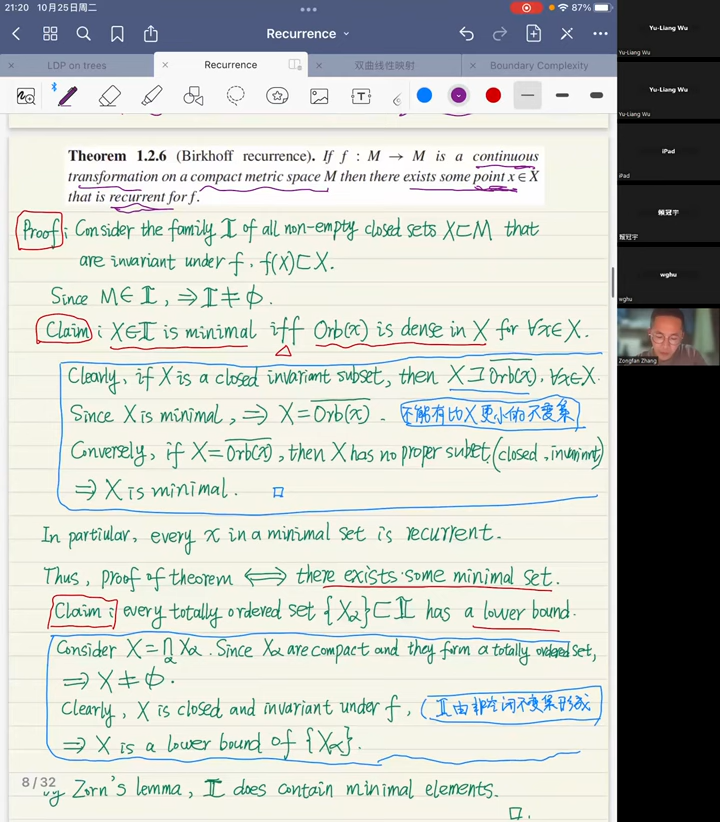 21:20 10月25日周二
87%
Recurrence
LDP on trees
Recurrence
双曲线性映射
Boundary Complexity
Theorem 1.2.6 (Birkhoff recurrence). If f : M → M is a continuous
transformation on a compact metric space M then there exists some point x ∈ X
that is recurrent for f.
Proof: Consider the family I of all non-empty closed sets X⊂M that
are invariant under f, f(X)⊂X.
Since M∈I, ⇒ I≠∅.
Claim: X∈I is minimal iff Orb(x) is dense in X for ∀x∈X.
Clearly, if X is a closed invariant subset, then X⊃\overline{Orb(x)}, ∀x∈X.
Since X is minimal, ⇒ X=\overline{Orb(x)}. 不能有比X更小的不变集
Conversely, if X=\overline{Orb(x)}, then X has no proper subset. (closed, invarinnt)
⇒ X is minimal. □
In partiular, every x in a minimal set is recurrent.
Thus, proof of theorem ⟺ there exists some minimal set.
Claim: every totally ordered set {Xα}⊂I has a lower bound.
Consider X=∩_α Xα. Since Xα are compact and they form a totally ordered set,
⇒ X≠∅.
Clearly, X is closed and invariant under f, (I由非空闭不变集形成
⇒ X is a lower bound of {Xα}.
8 / 32
By Zorn's lemma, I does contain minimal elements.
□.
Yu-Liang Wu
Yu-Liang Wu
Yu-Liang Wu
Yu-Liang Wu
iPad
iPad
賴冠宇
賴冠宇
wghu
wghu
Zongfan Zhang